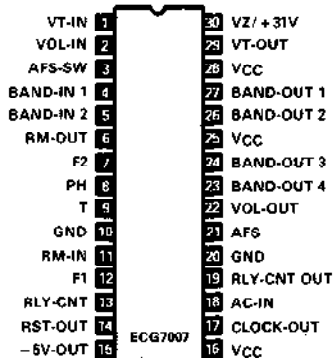 VT-IN 1 30 VZ/+31V
VOL-IN 2 29 VT-OUT
AFS-SW 3 28 VCC
BAND-IN 1 4 27 BAND-OUT 1
BAND-IN 2 5 26 BAND-OUT 2
RM-OUT 6 25 VCC
F2 7 24 BAND-OUT 3
PH 8 23 BAND-OUT 4
T 9 22 VOL-OUT
GND 10 21 AFS
RM-IN 11 20 GND
F1 12 19 RLY-CNT OUT
RLY-CNT 13 18 AC-IN
RST-OUT 14 17 CLOCK-OUT
–5V-OUT 15 16 VCC
ECG7007